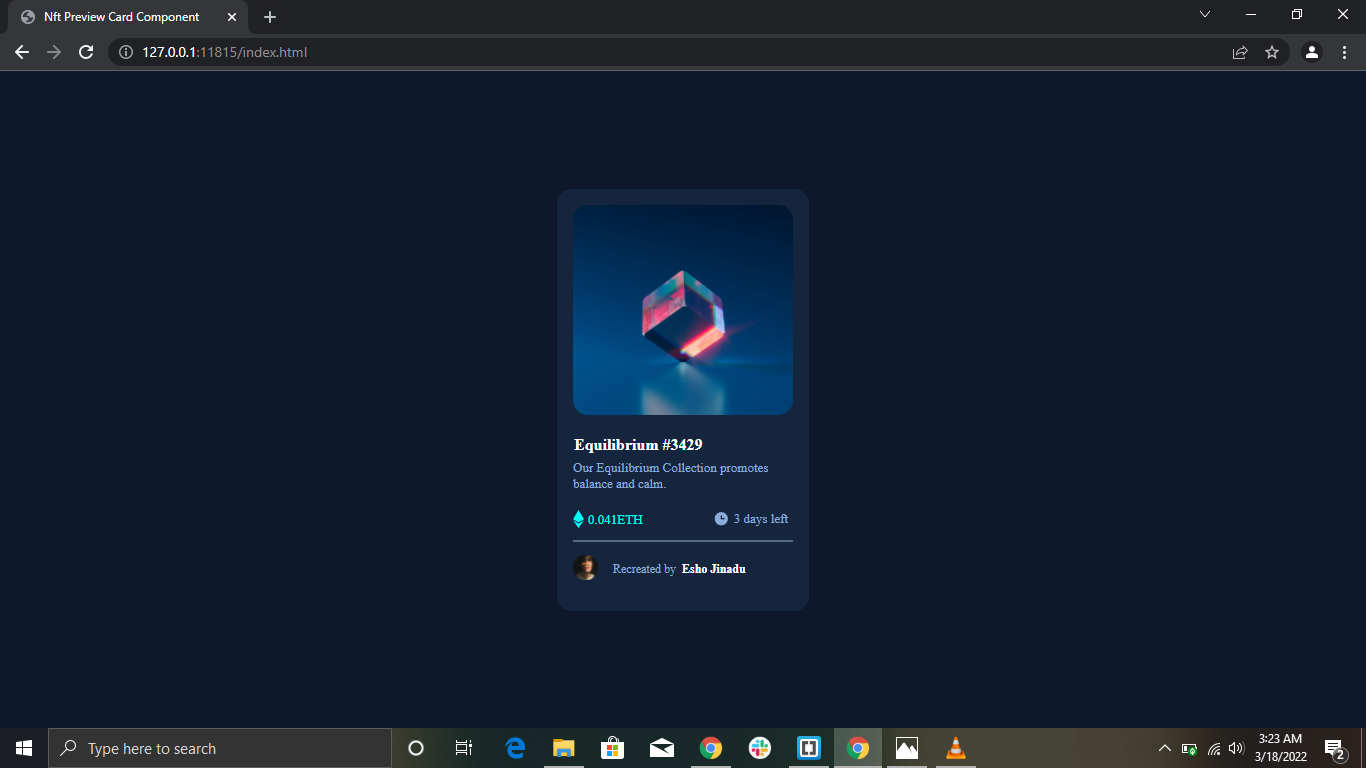 Nft Preview Card Component
127.0.0.1:11815/index.html
Equilibrium #3429
Our Equilibrium Collection promotes
balance and calm.
0.041ETH
3 days left
Recreated by Esho Jinadu
Type here to search
3:23 AM
3/18/2022
2